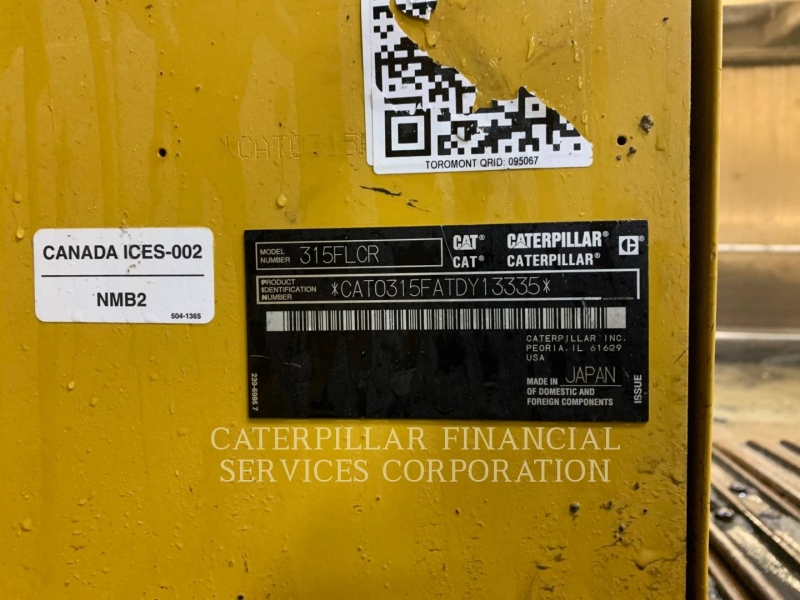 TOROMONT QRID: 095067
*CAT0315
CANADA ICES-002
NMB2
504-1365
MODEL NUMBER 315FLCR
CAT® CATERPILLAR® C
CAT® CATERPILLAR®
PRODUCT IDENTIFICATION NUMBER *CAT0315FATDY13335*
CATERPILLAR INC.
PEORIA, IL 61629
USA
MADE IN JAPAN
OF DOMESTIC AND
FOREIGN COMPONENTS
ISSUE
239-6986 7
CATERPILLAR FINANCIAL
SERVICES CORPORATION